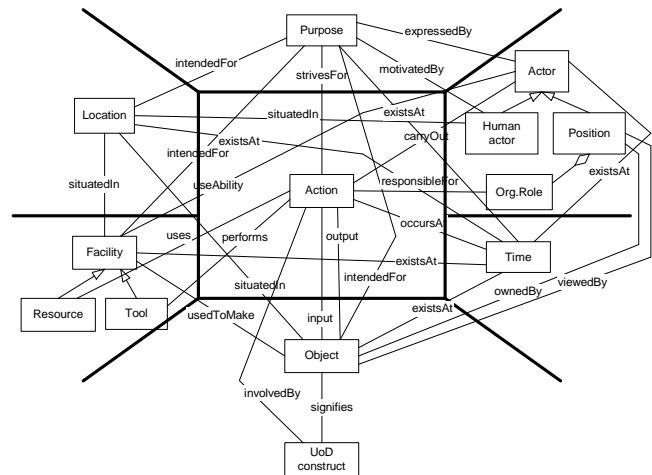 Purpose
expressedBy
intendedFor
motivatedBy
strivesFor
Actor
Location
situatedIn
existsAt
carryOut
Human
actor
Position
existsAt
intendedFor
existsAt
situatedIn
useAbility
Action
responsibleFor
Org.Role
uses
performs
output
occursAt
Facility
existsAt
Time
situatedIn
intendedFor
ownedBy
viewedBy
Resource
Tool
usedToMake
input
existsAt
Object
involvedBy
signifies
UoD
construct